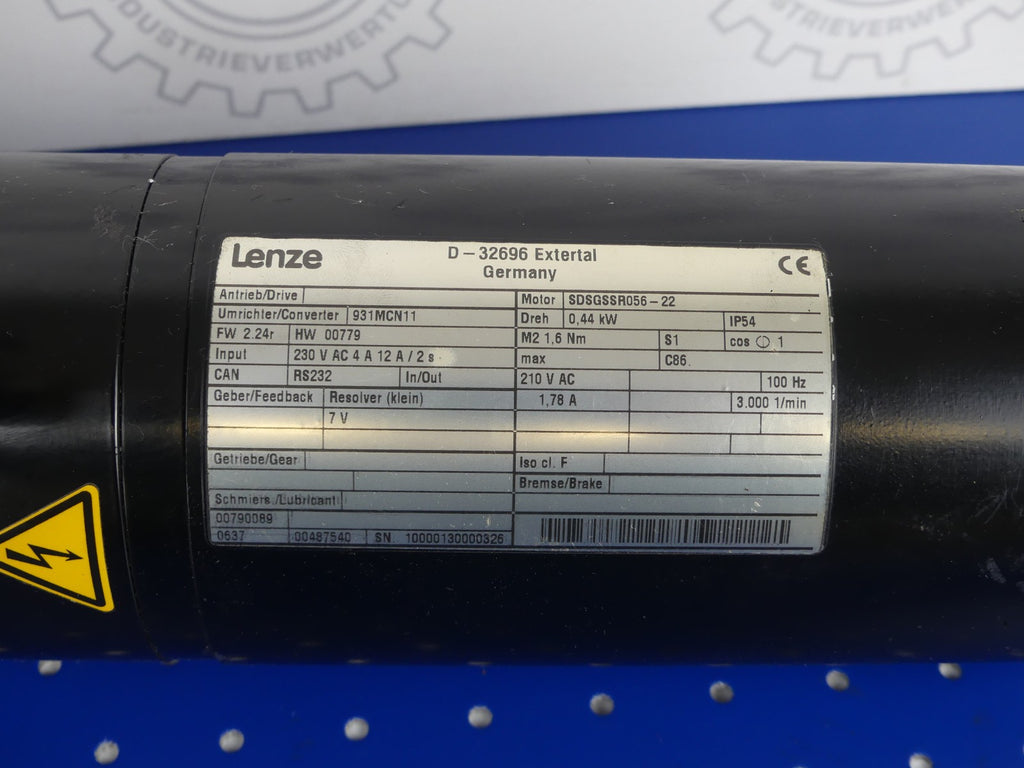 INDUSTRIEVERWERTU
DUSTRIEVERWER
Lenze
D-32696 Extertal
Germany
CE
Antrieb/Drive
Umrichter/Converter 931MCN11
FW 2.24r HW 00779
Input 230 V AC 4 A 12 A / 2 s
CAN RS232 In/Out
Geber/Feedback Resolver (klein)
7 V
Getriebe/Gear
Schmierst./Lubricant
00790089
0637 00487540 SN 10000130000326
Motor SDSGSSR056-22
Dreh 0,44 kW IP54
M2 1,6 Nm S1 cos ∅ 1
max C86.
210 V AC 100 Hz
1,78 A 3.000 1/min
Iso cl. F
Bremse/Brake